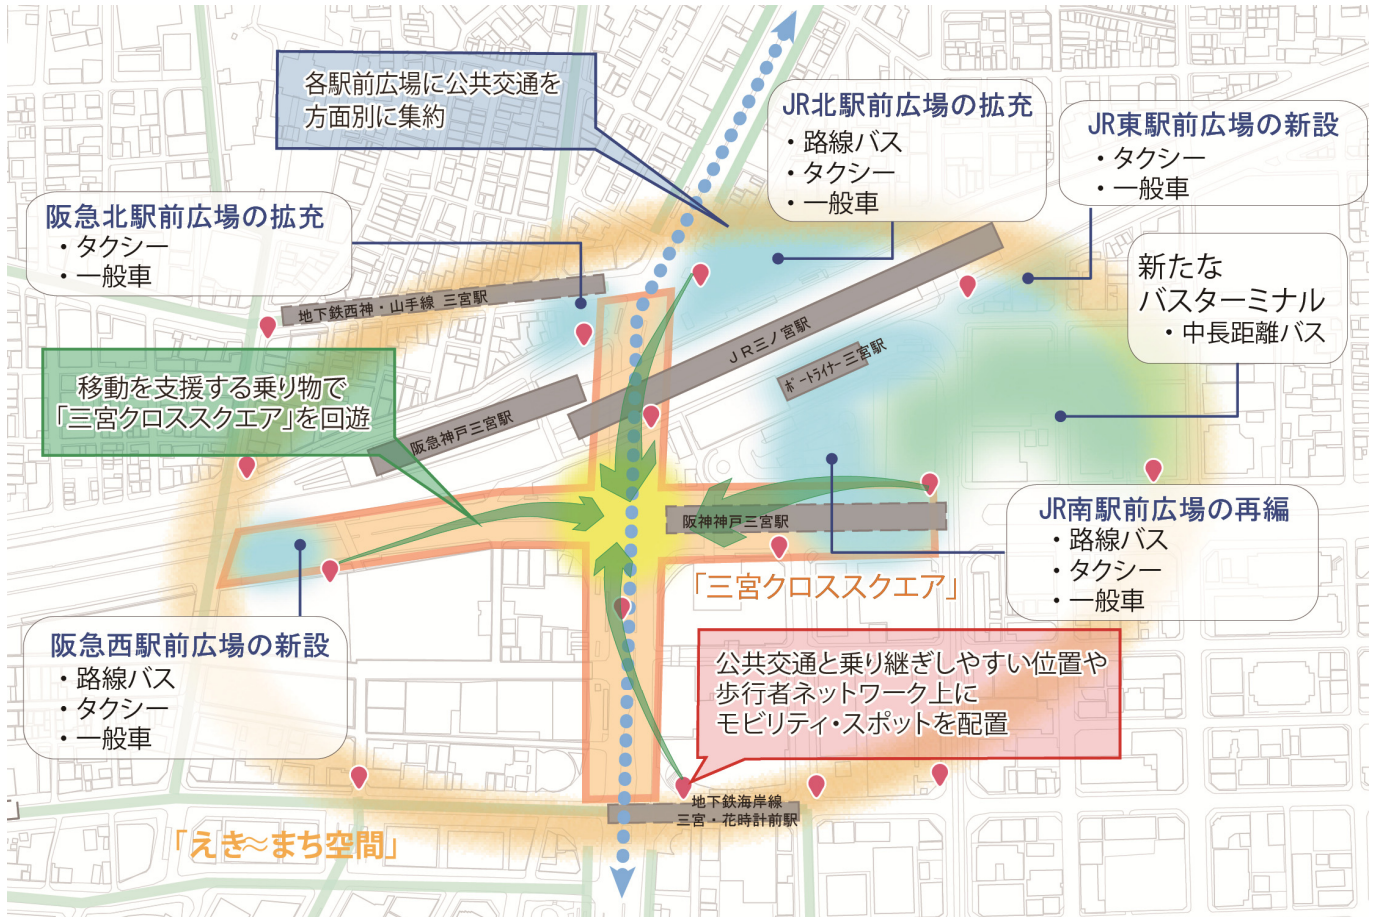 各駅前広場に公共交通を
方面別に集約
JR北駅前広場の拡充
・路線バス
・タクシー
・一般車
JR東駅前広場の新設
・タクシー
・一般車
阪急北駅前広場の拡充
・タクシー
・一般車
新たな
バスターミナル
・中長距離バス
地下鉄西神・山手線 三宮駅
JR三ノ宮駅
ポートライナー三宮駅
移動を支援する乗り物で
「三宮クロススクエア」を回遊
阪急神戸三宮駅
阪神神戸三宮駅
JR南駅前広場の再編
・路線バス
・タクシー
・一般車
「三宮クロススクエア」
阪急西駅前広場の新設
・路線バス
・タクシー
・一般車
公共交通と乗り継ぎしやすい位置や
歩行者ネットワーク上に
モビリティ・スポットを配置
地下鉄海岸線
三宮・花時計前駅
「えき≈まち空間」